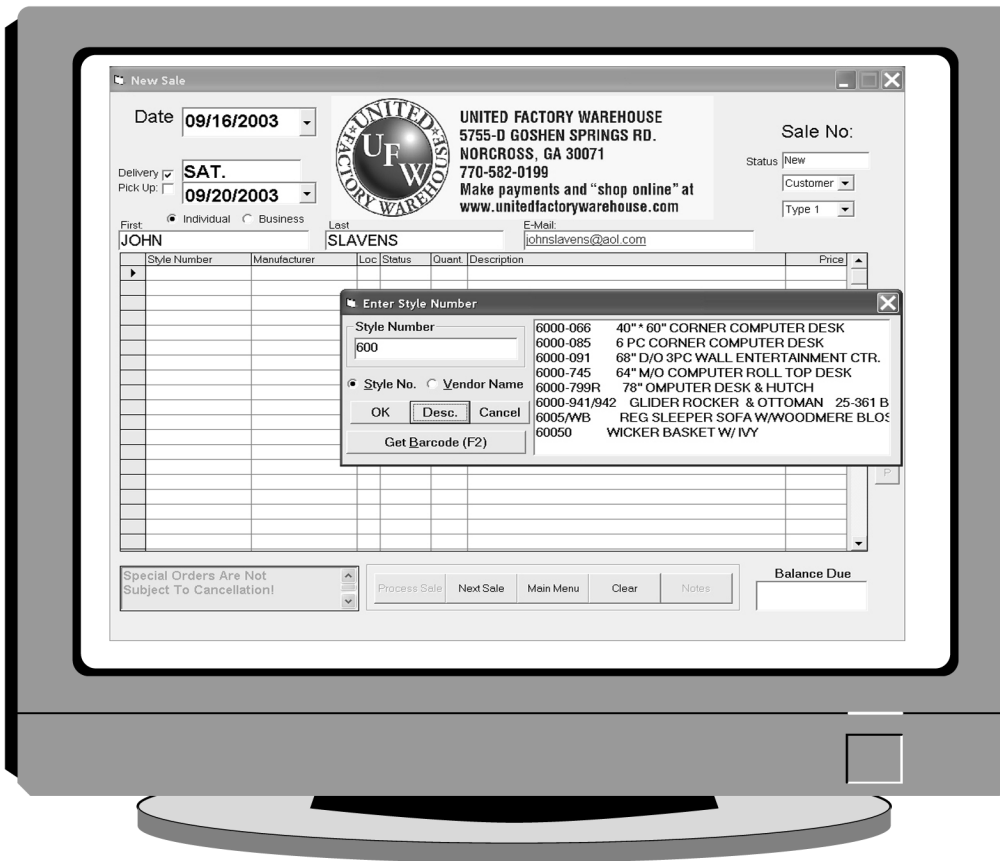 New Sale
Date 09/16/2003
UNITED FACTORY WAREHOUSE
UFW
UNITED FACTORY WAREHOUSE
5755-D GOSHEN SPRINGS RD.
NORCROSS, GA 30071
770-582-0199
Make payments and “shop online” at
www.unitedfactorywarehouse.com
Sale No:
Status New
Customer
Type 1
Delivery SAT.
Pick Up: 09/20/2003
Individual Business
First: Last E-Mail:
JOHN SLAVENS johnslavens@aol.com
Style Number Manufacturer Loc Status Quant. Description Price
Enter Style Number
Style Number
600
Style No. Vendor Name
OK Desc. Cancel
Get Barcode (F2)
6000-066 40"*60" CORNER COMPUTER DESK
6000-085 6 PC CORNER COMPUTER DESK
6000-091 68" D/O 3PC WALL ENTERTAINMENT CTR.
6000-745 64" M/O COMPUTER ROLL TOP DESK
6000-799R 78" OMPUTER DESK & HUTCH
6000-941/942 GLIDER ROCKER & OTTOMAN 25-361 B
6005/WB REG SLEEPER SOFA W/WOODMERE BLOS
60050 WICKER BASKET W/ IVY
P
Special Orders Are Not
Subject To Cancellation!
Process Sale Next Sale Main Menu Clear Notes
Balance Due